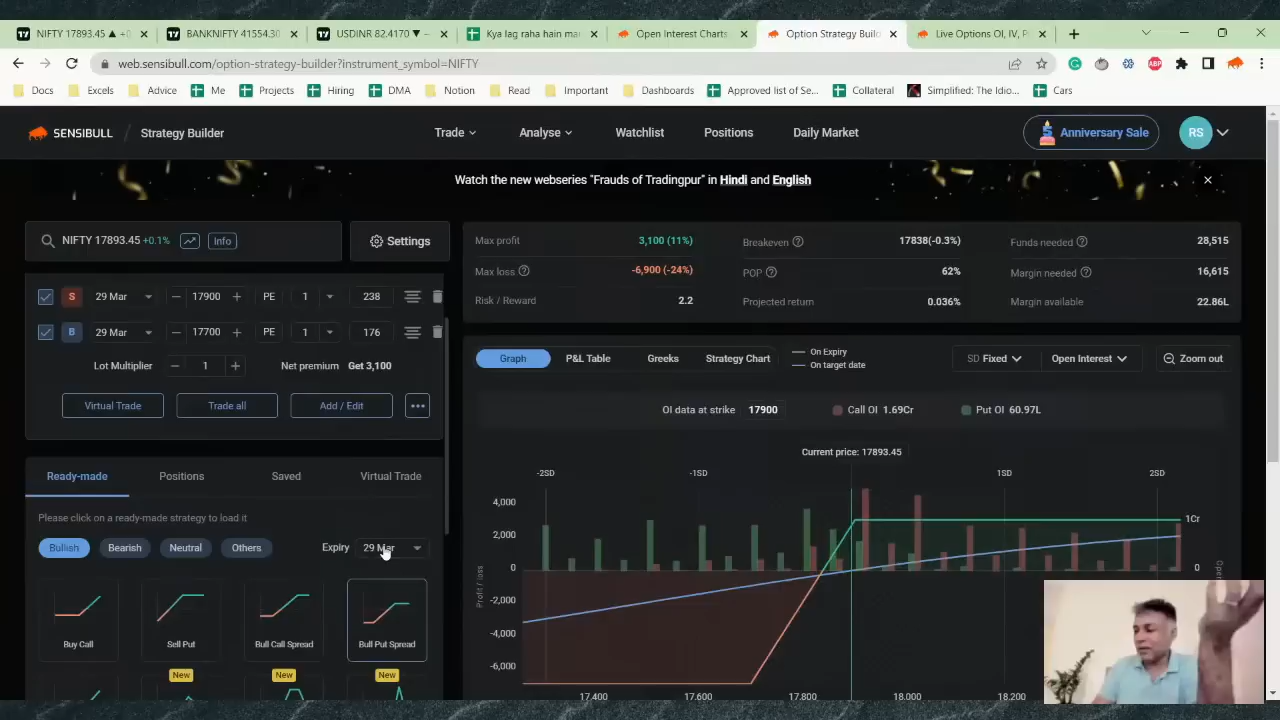 NIFTY 17893.45 ▲ +0.
BANKNIFTY 41554.30
USDINR 82.4170 ▼ −
Kya lag raha hain ma
Open Interest Charts
Option Strategy Builo
Live Options OI, IV, P
web.sensibull.com/option-strategy-builder?instrument_symbol=NIFTY
Docs Excels Advice Me Projects Hiring DMA Notion Read Important Dashboards Approved list of Se... Collateral Simplified: The Idio... Cars
SENSIBULL / Strategy Builder Trade Analyse Watchlist Positions Daily Market 5 Anniversary Sale RS
Watch the new webseries "Frauds of Tradingpur" in Hindi and English
NIFTY 17893.45 +0.1% Info Settings
S 29 Mar − 17900 + PE 1 238
B 29 Mar − 17700 + PE 1 176
Lot Multiplier − 1 + Net premium Get 3,100
Virtual Trade Trade all Add / Edit
Ready-made Positions Saved Virtual Trade
Please click on a ready-made strategy to load it
Bullish Bearish Neutral Others Expiry 29 Mar
Buy Call Sell Put Bull Call Spread Bull Put Spread
New New New
Max profit 3,100 (11%) Breakeven 17838(-0.3%) Funds needed 28,515
Max loss -6,900 (-24%) POP 62% Margin needed 16,615
Risk / Reward 2.2 Projected return 0.036% Margin available 22.86L
Graph P&L Table Greeks Strategy Chart On Expiry SD Fixed Open Interest Zoom out
On target date
OI data at strike 17900 Call OI 1.69Cr Put OI 60.97L
Current price: 17893.45
-2SD -1SD 1SD 2SD
4,000
2,000
0
-2,000
-4,000
-6,000
Profit / loss
1Cr
0
17,400 17,600 17,800 18,000 18,200